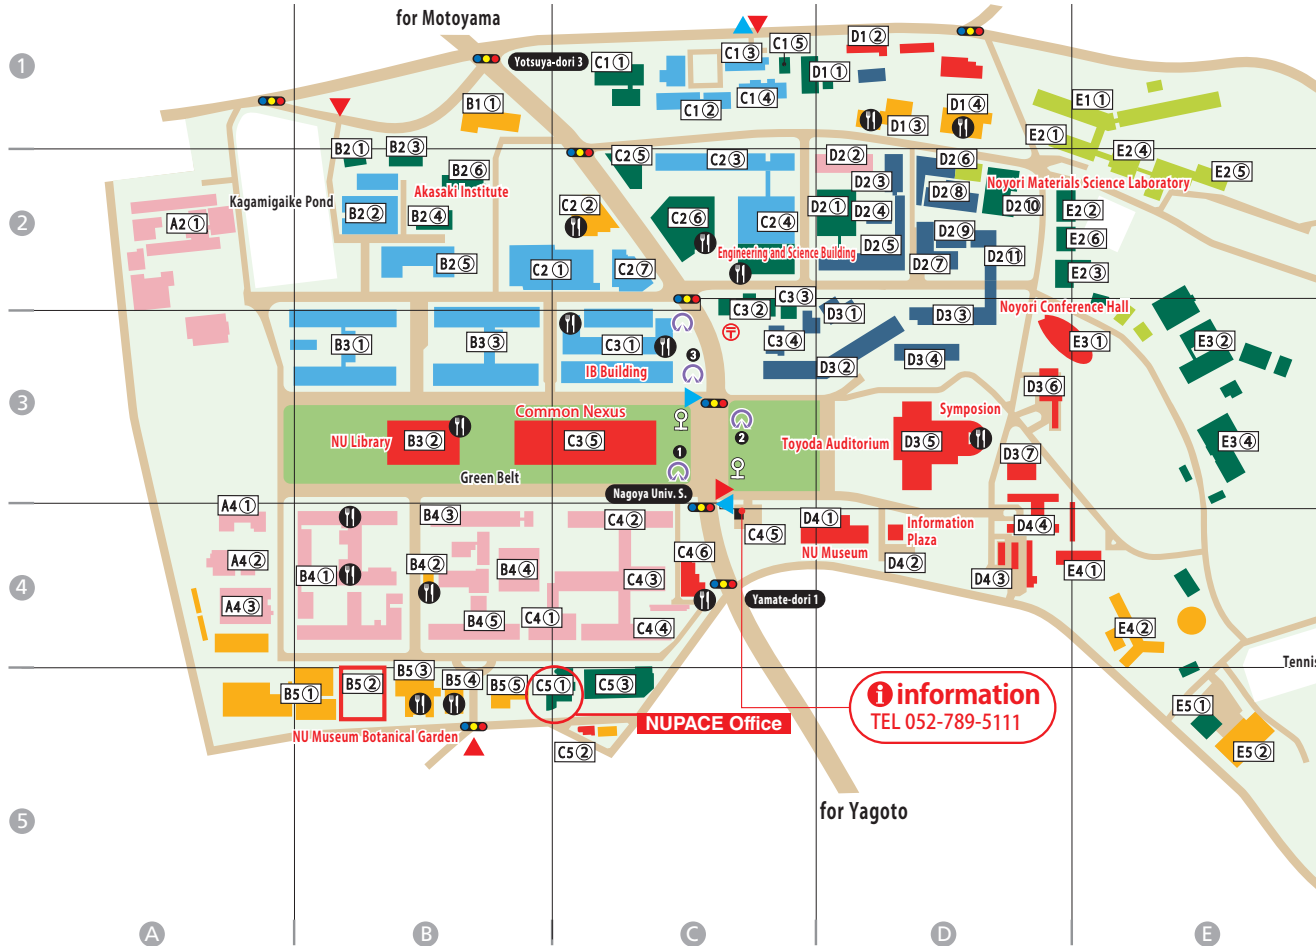 for Motoyama
1
Yotsuya-dori 3
C1①
C1③
C1⑤
D1②
D1①
B1①
C1②
C1④
D1③
D1④
E1①
E2①
E2④
E2⑤
B2①
B2③
B2⑥
Akasaki Institute
C2⑤
C2③
D2②
D2③
D2⑥
D2⑧
Noyori Materials Science Laboratory
Kagamigaike Pond
2
A2①
B2②
B2④
C2②
C2⑥
C2④
D2①
D2④
D2⑩
E2②
D2⑤
D2⑨
E2⑥
Engineering and Science Building
B2⑤
C2①
C2⑦
D2⑦
D2⑪
E2③
C3②
C3③
D3①
D3③
Noyori Conference Hall
B3①
B3③
C3①
C3④
〒
E3①
E3②
IB Building
3
D3②
D3④
3
D3⑥
Common Nexus
Symposion
NU Library
B3②
C3⑤
1
2
Toyoda Auditorium
D3⑤
E3④
D3⑦
Green Belt
Nagoya Univ. S.
A4①
B4③
C4②
C4⑤
D4①
Information
Plaza
D4④
NU Museum
A4②
B4①
B4②
B4④
C4③
C4⑥
D4②
D4③
E4①
4
Yamate-dori 1
A4③
B4⑤
C4①
C4④
E4②
Tennis
B5①
B5②
B5③
B5④
B5⑤
C5①
C5③
i information
TEL 052-789-5111
E5①
NUPACE Office
NU Museum Botanical Garden
C5②
E5②
for Yagoto
5
A
B
C
D
E